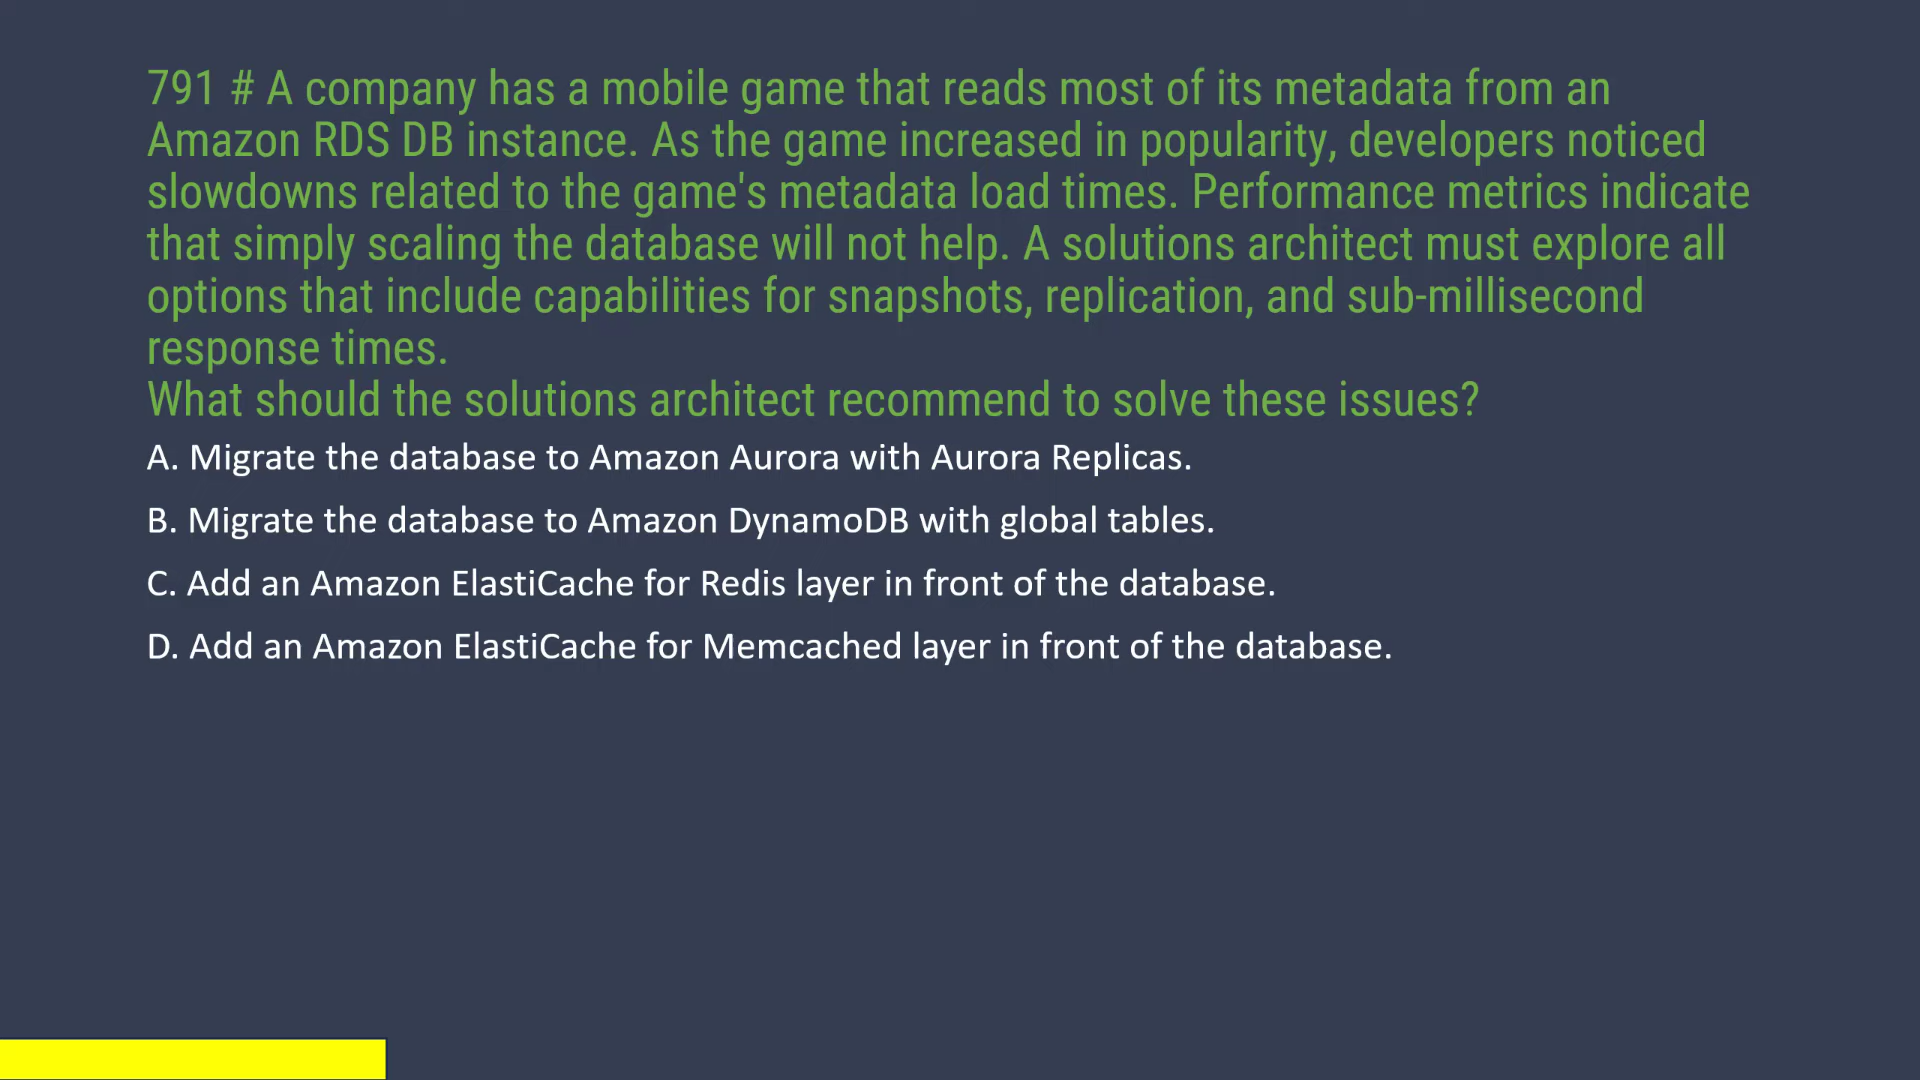 791 # A company has a mobile game that reads most of its metadata from an
Amazon RDS DB instance. As the game increased in popularity, developers noticed
slowdowns related to the game's metadata load times. Performance metrics indicate
that simply scaling the database will not help. A solutions architect must explore all
options that include capabilities for snapshots, replication, and sub-millisecond
response times.
What should the solutions architect recommend to solve these issues?
A. Migrate the database to Amazon Aurora with Aurora Replicas.
B. Migrate the database to Amazon DynamoDB with global tables.
C. Add an Amazon ElastiCache for Redis layer in front of the database.
D. Add an Amazon ElastiCache for Memcached layer in front of the database.